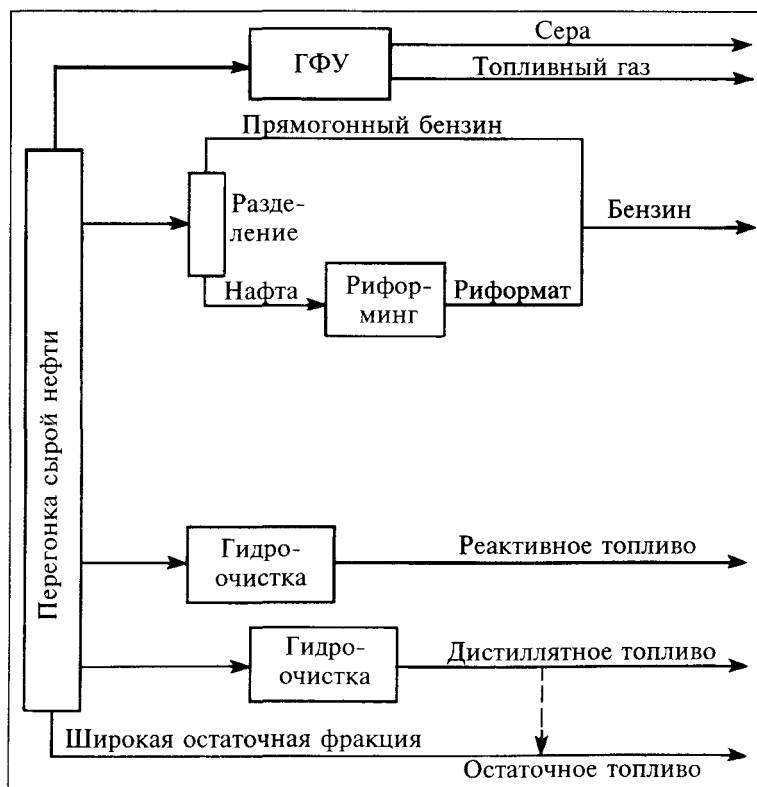 Сера
ГФУ
Топливный газ
Прямогонный бензин
Разде-
ление
Бензин
Нафта
Рифор-
минг
Риформат
Перегонка сырой нефти
Гидро-
очистка
Реактивное топливо
Гидро-
очистка
Дистиллятное топливо
Широкая остаточная фракция
Остаточное топливо